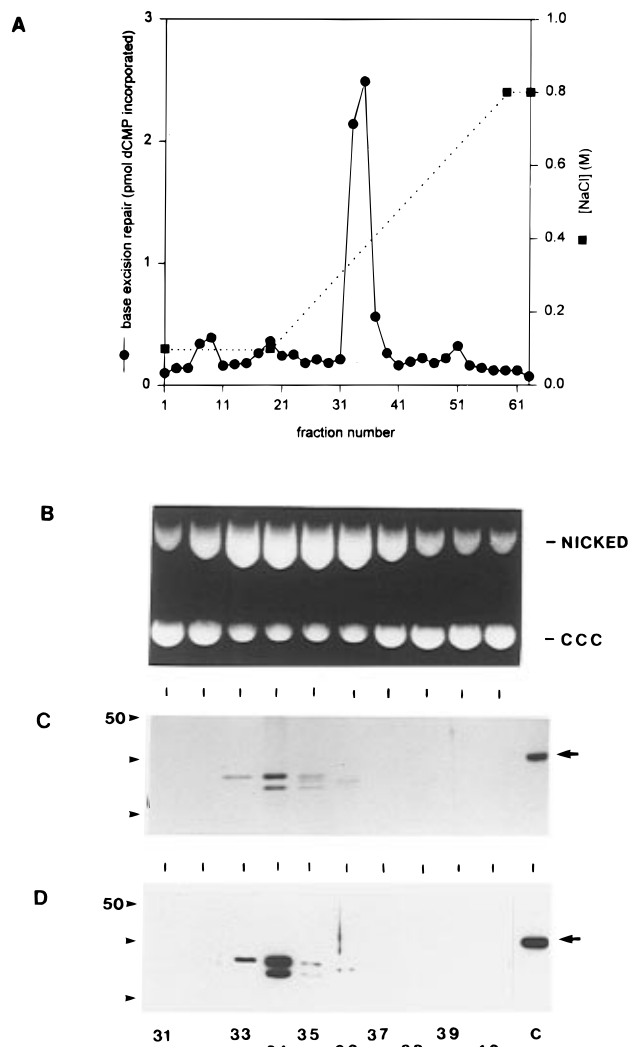 A
3
2
1
0
base excision repair (pmol dCMP incorporated)
1.0
0.8
0.6
0.4
0.2
0.0
[NaCl] (M)
1 11 21 31 41 51 61
fraction number
B
– NICKED
– CCC
C
50
D
50
31 33 35 37 39 C